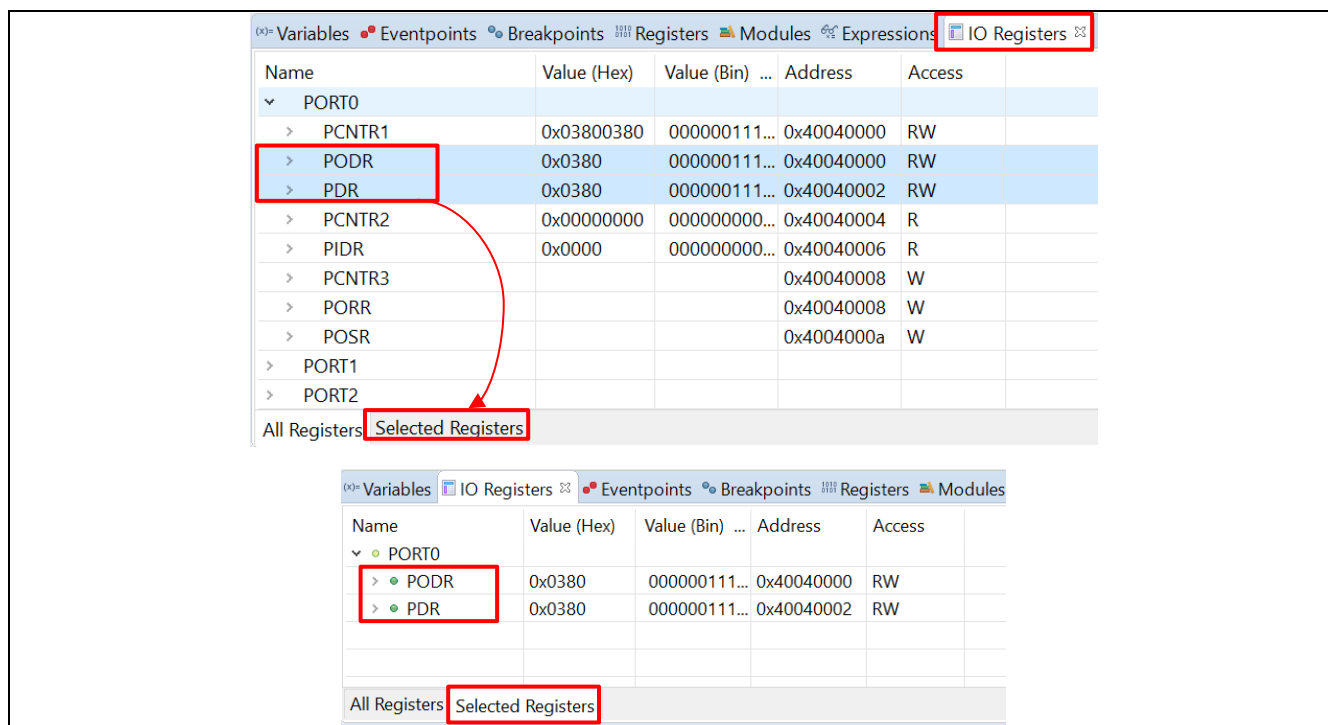 (x)= Variables Eventpoints Breakpoints Registers Modules Expressions IO Registers
Name Value (Hex) Value (Bin) ... Address Access
PORT0
PCNTR1 0x03800380 000000111... 0x40040000 RW
PODR 0x0380 000000111... 0x40040000 RW
PDR 0x0380 000000111... 0x40040002 RW
PCNTR2 0x00000000 000000000... 0x40040004 R
PIDR 0x0000 000000000... 0x40040006 R
PCNTR3 0x40040008 W
PORR 0x40040008 W
POSR 0x4004000a W
PORT1
PORT2
All Registers Selected Registers
(x)= Variables IO Registers Eventpoints Breakpoints Registers Modules
Name Value (Hex) Value (Bin) ... Address Access
PORT0
PODR 0x0380 000000111... 0x40040000 RW
PDR 0x0380 000000111... 0x40040002 RW
All Registers Selected Registers